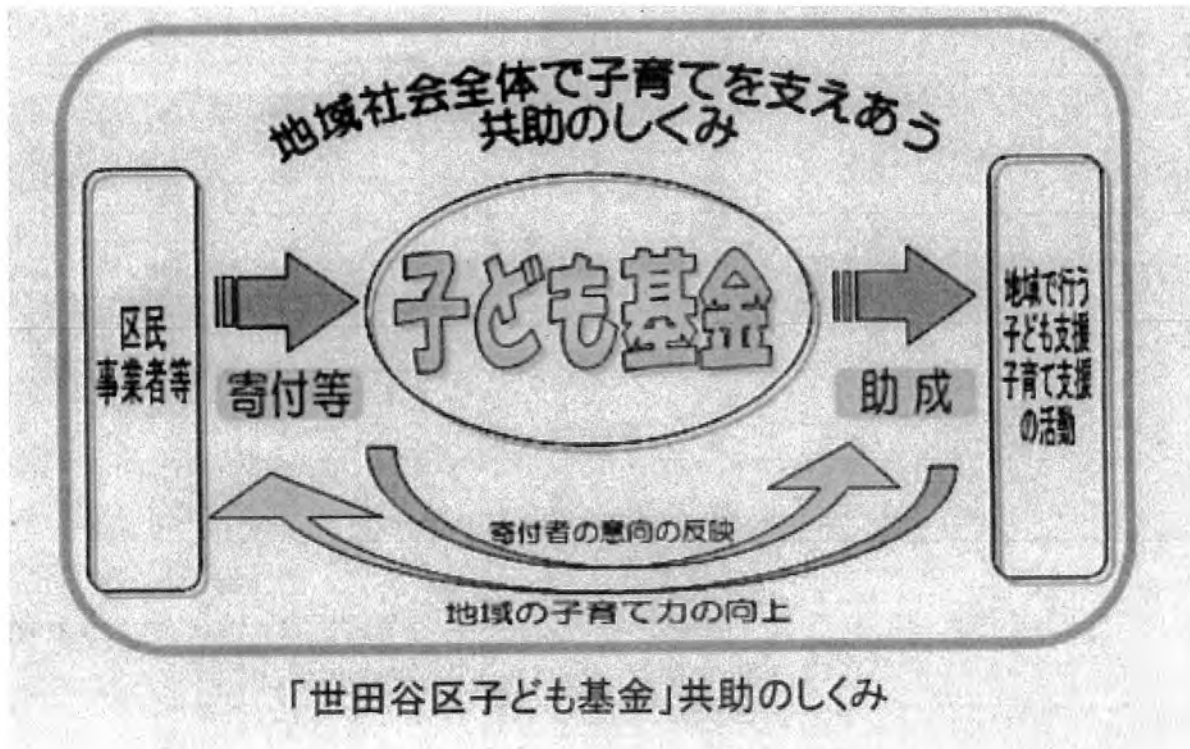 地域社会全体で子育てを支えあう
共助のしくみ
区民
事業者等
寄付等
子ども基金
助成
地域で行う
子ども支援
子育て支援
の活動
寄付者の意向の反映
地域の子育て力の向上
「世田谷区子ども基金」共助のしくみ